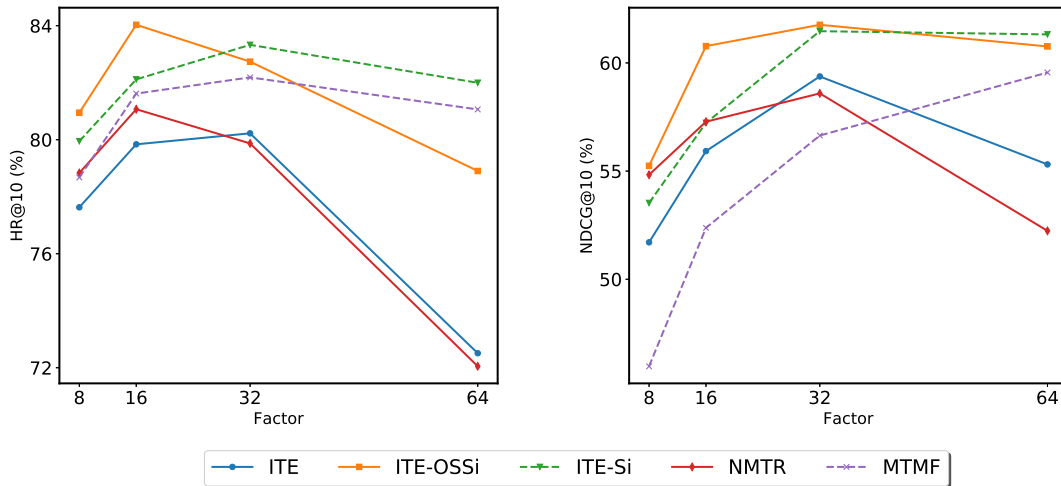 84
80
76
72
HR@10 (%)
8 16 32 64
Factor
60
55
50
NDCG@10 (%)
8 16 32 64
Factor
ITE ITE-OSSi ITE-Si NMTR MTMF